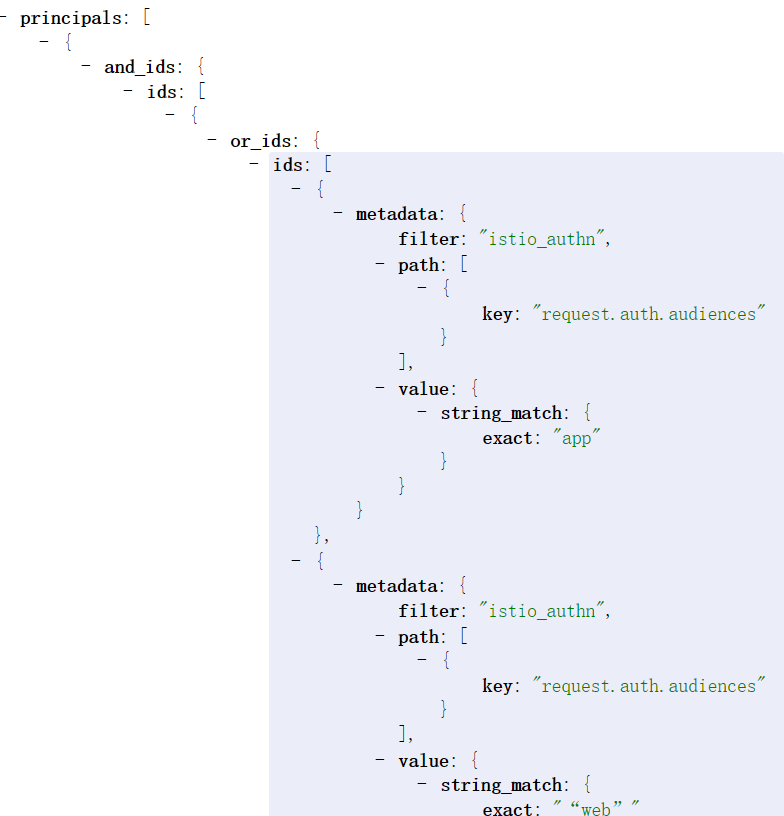 - principals: [
- {
- and_ids: {
- ids: [
- {
- or_ids: {
- ids: [
- {
- metadata: {
filter: "istio_authn",
- path: [
- {
key: "request.auth.audiences"
}
],
- value: {
- string_match: {
exact: "app"
}
}
}
},
- {
- metadata: {
filter: "istio_authn",
- path: [
- {
key: "request.auth.audiences"
}
],
- value: {
- string_match: {
exact: "“web”"